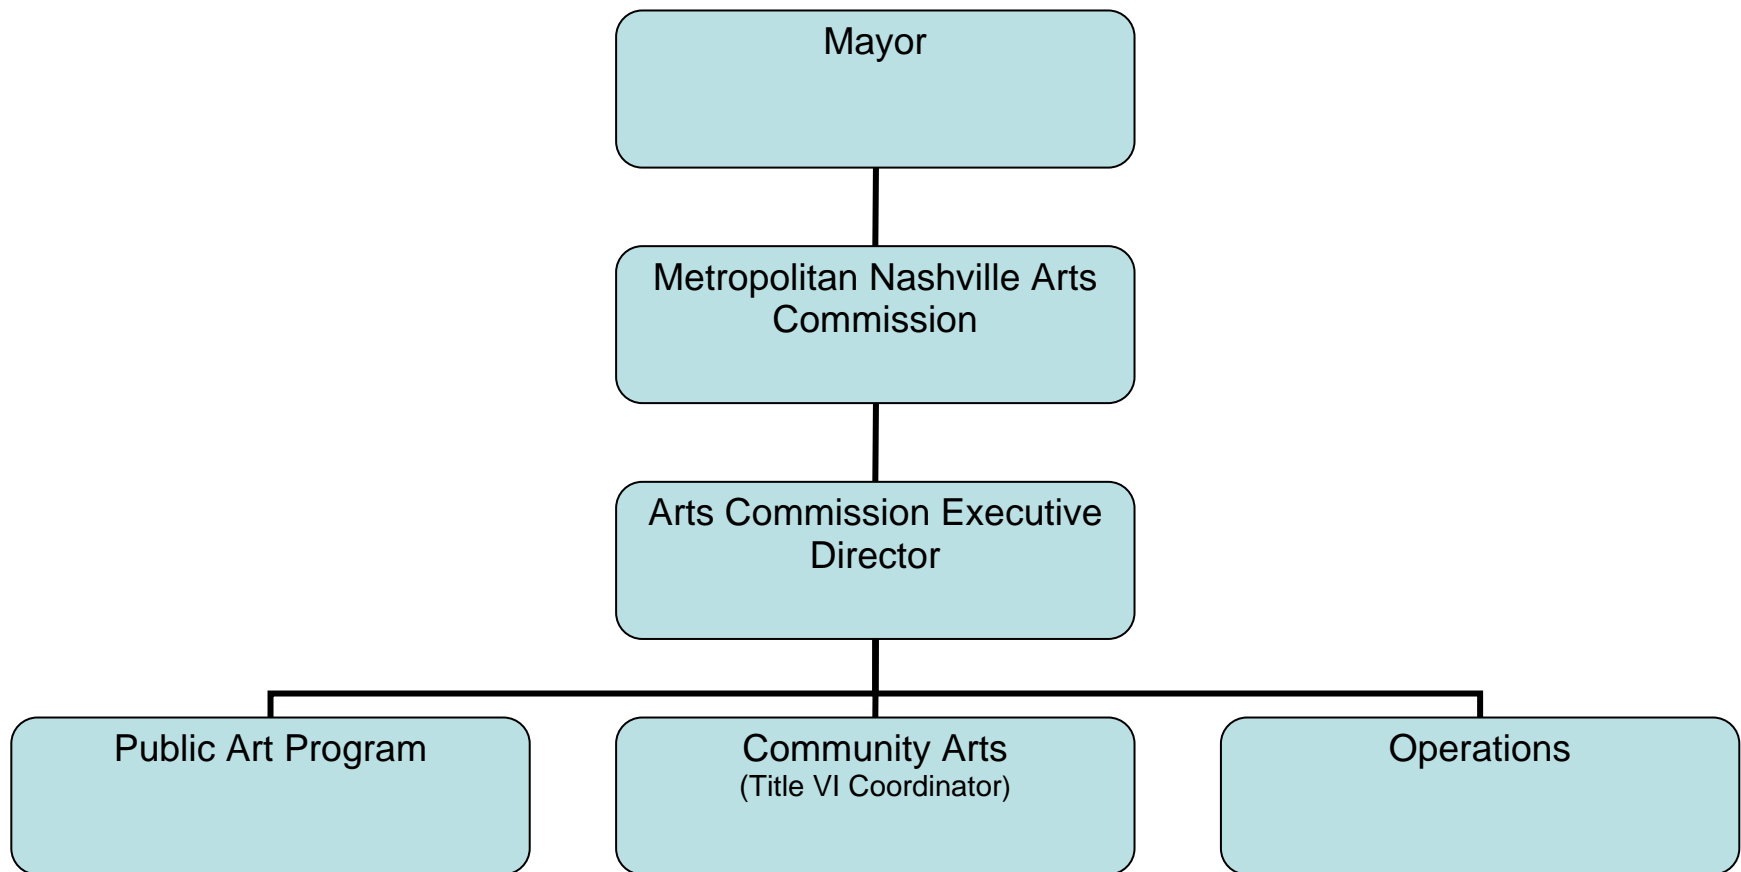 Mayor
Metropolitan Nashville Arts
Commission
Arts Commission Executive
Director
Public Art Program
Community Arts
(Title VI Coordinator)
Operations